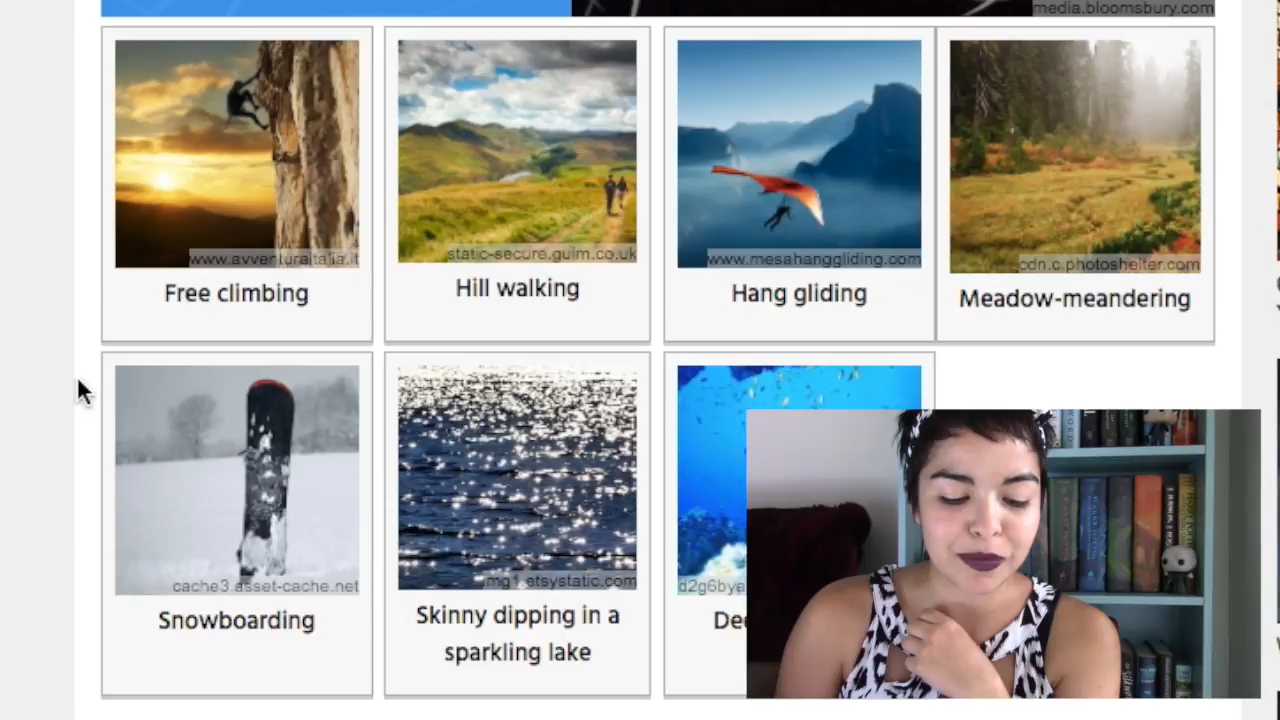 media.bloomsbury.com
www.avventuraitalia.it
static-secure.guim.co.uk
www.mesahanggliding.com
cdn.c.photoshelter.com
Free climbing
Hill walking
Hang gliding
Meadow-meandering
cache3.asset-cache.net
img1.etsystatic.com
d2g6bya
Snowboarding
Skinny dipping in a
sparkling lake